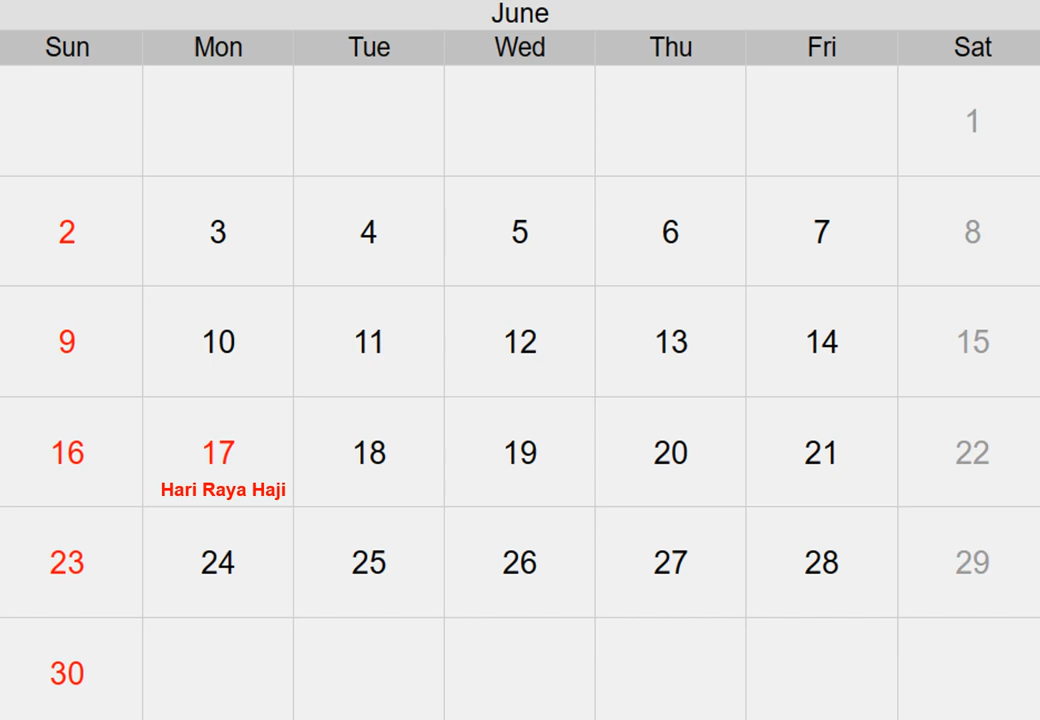 June
Sun Mon Tue Wed Thu Fri Sat
1
2 3 4 5 6 7 8
9 10 11 12 13 14 15
16 17 18 19 20 21 22
Hari Raya Haji
23 24 25 26 27 28 29
30